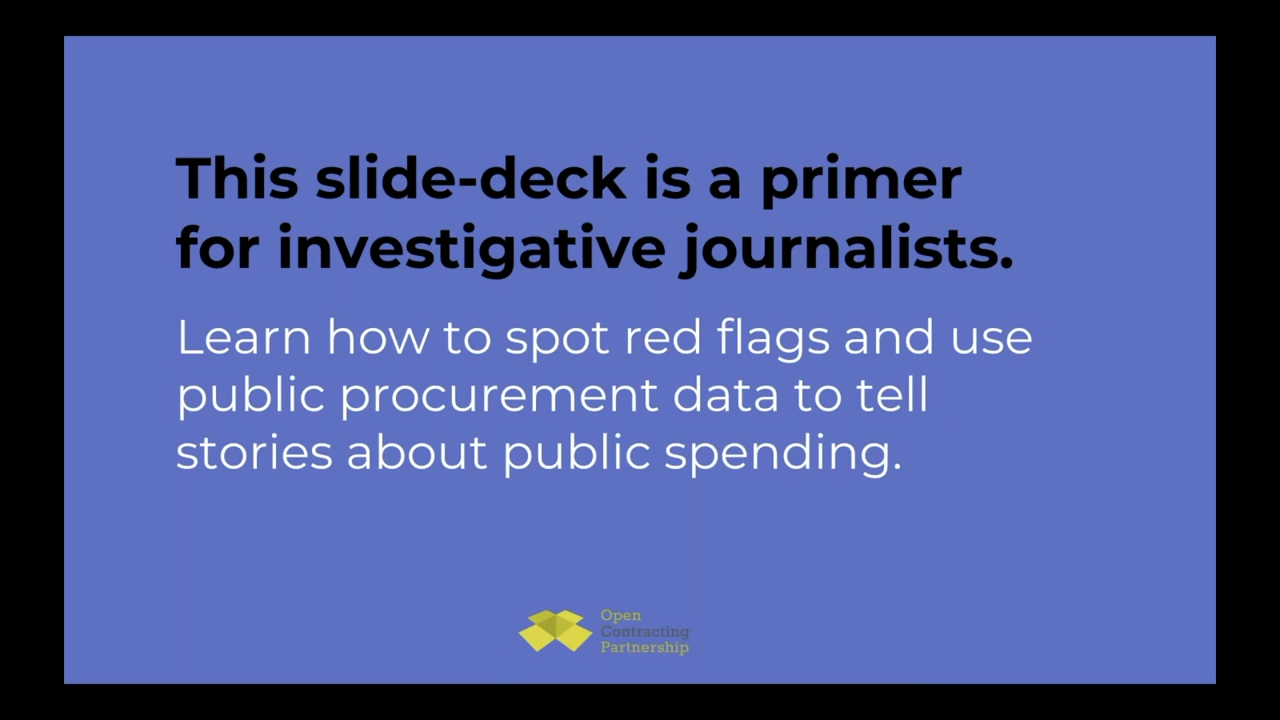 This slide-deck is a primer
for investigative journalists.
Learn how to spot red flags and use
public procurement data to tell
stories about public spending.
Open
Contracting
Partnership